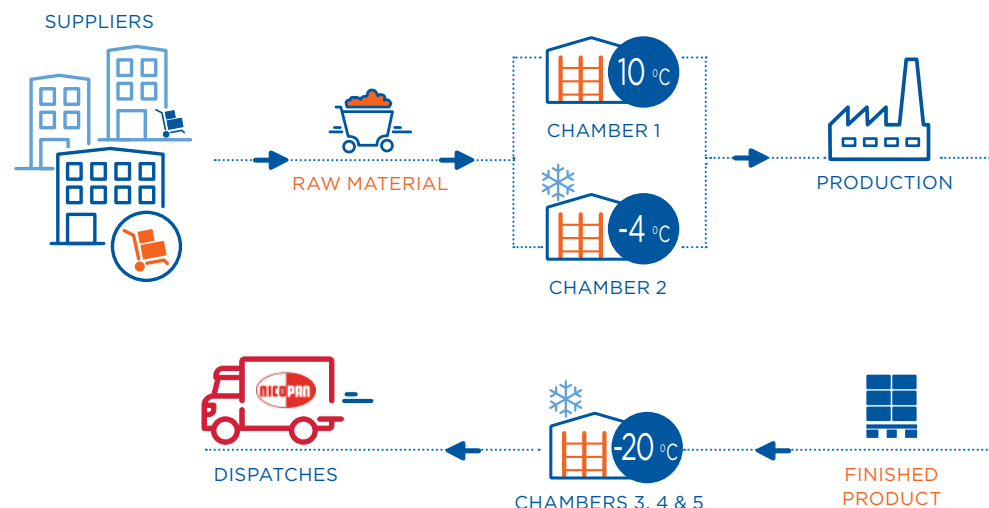 SUPPLIERS
10 °C
CHAMBER 1
RAW MATERIAL
PRODUCTION
-4 °C
CHAMBER 2
NICOPAN
-20 °C
DISPATCHES
CHAMBERS 3, 4 & 5
FINISHED
PRODUCT